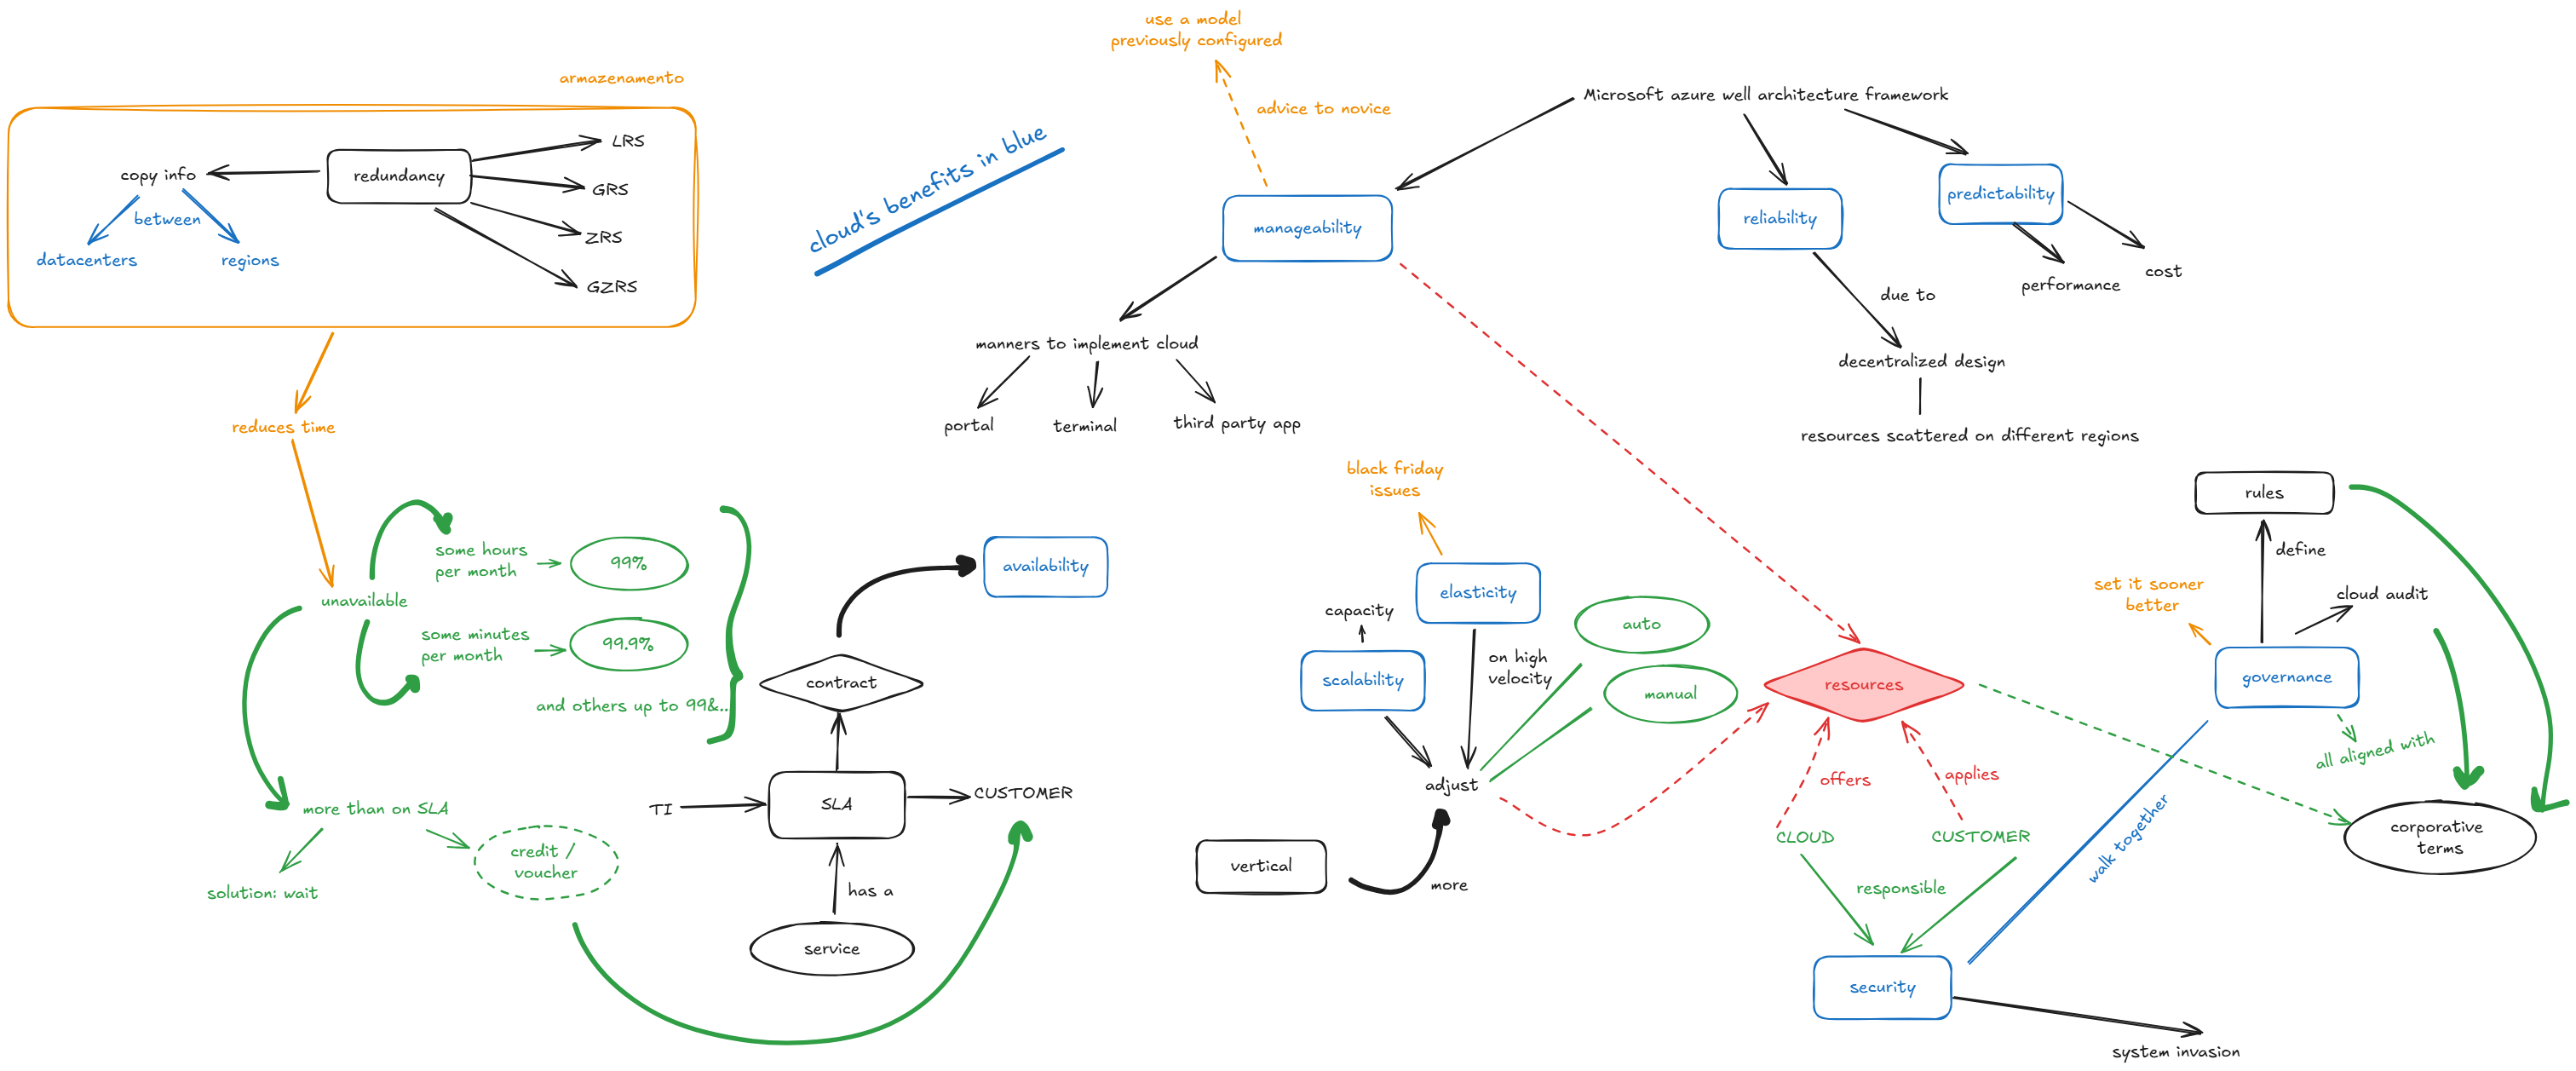 use a model
previously configured
armazenamento
advice to novice
Microsoft azure well architecture framework
cloud's benefits in blue
LRS
copy info
redundancy
GRS
between
ZRS
datacenters
regions
GZRS
manageability
reliability
predictability
performance
cost
due to
manners to implement cloud
decentralized design
portal
terminal
third party app
resources scattered on different regions
reduces time
black friday
issues
rules
define
some hours
per month
99%
availability
elasticity
unavailable
capacity
auto
set it sooner
better
cloud audit
some minutes
per month
99.9%
on high
velocity
contract
scalability
manual
resources
governance
and others up to 99&..
all aligned with
offers
applies
adjust
more than on SLA
TI
SLA
CUSTOMER
CLOUD
CUSTOMER
corporative
terms
walk together
credit /
voucher
vertical
more
responsible
solution: wait
has a
service
security
system invasion